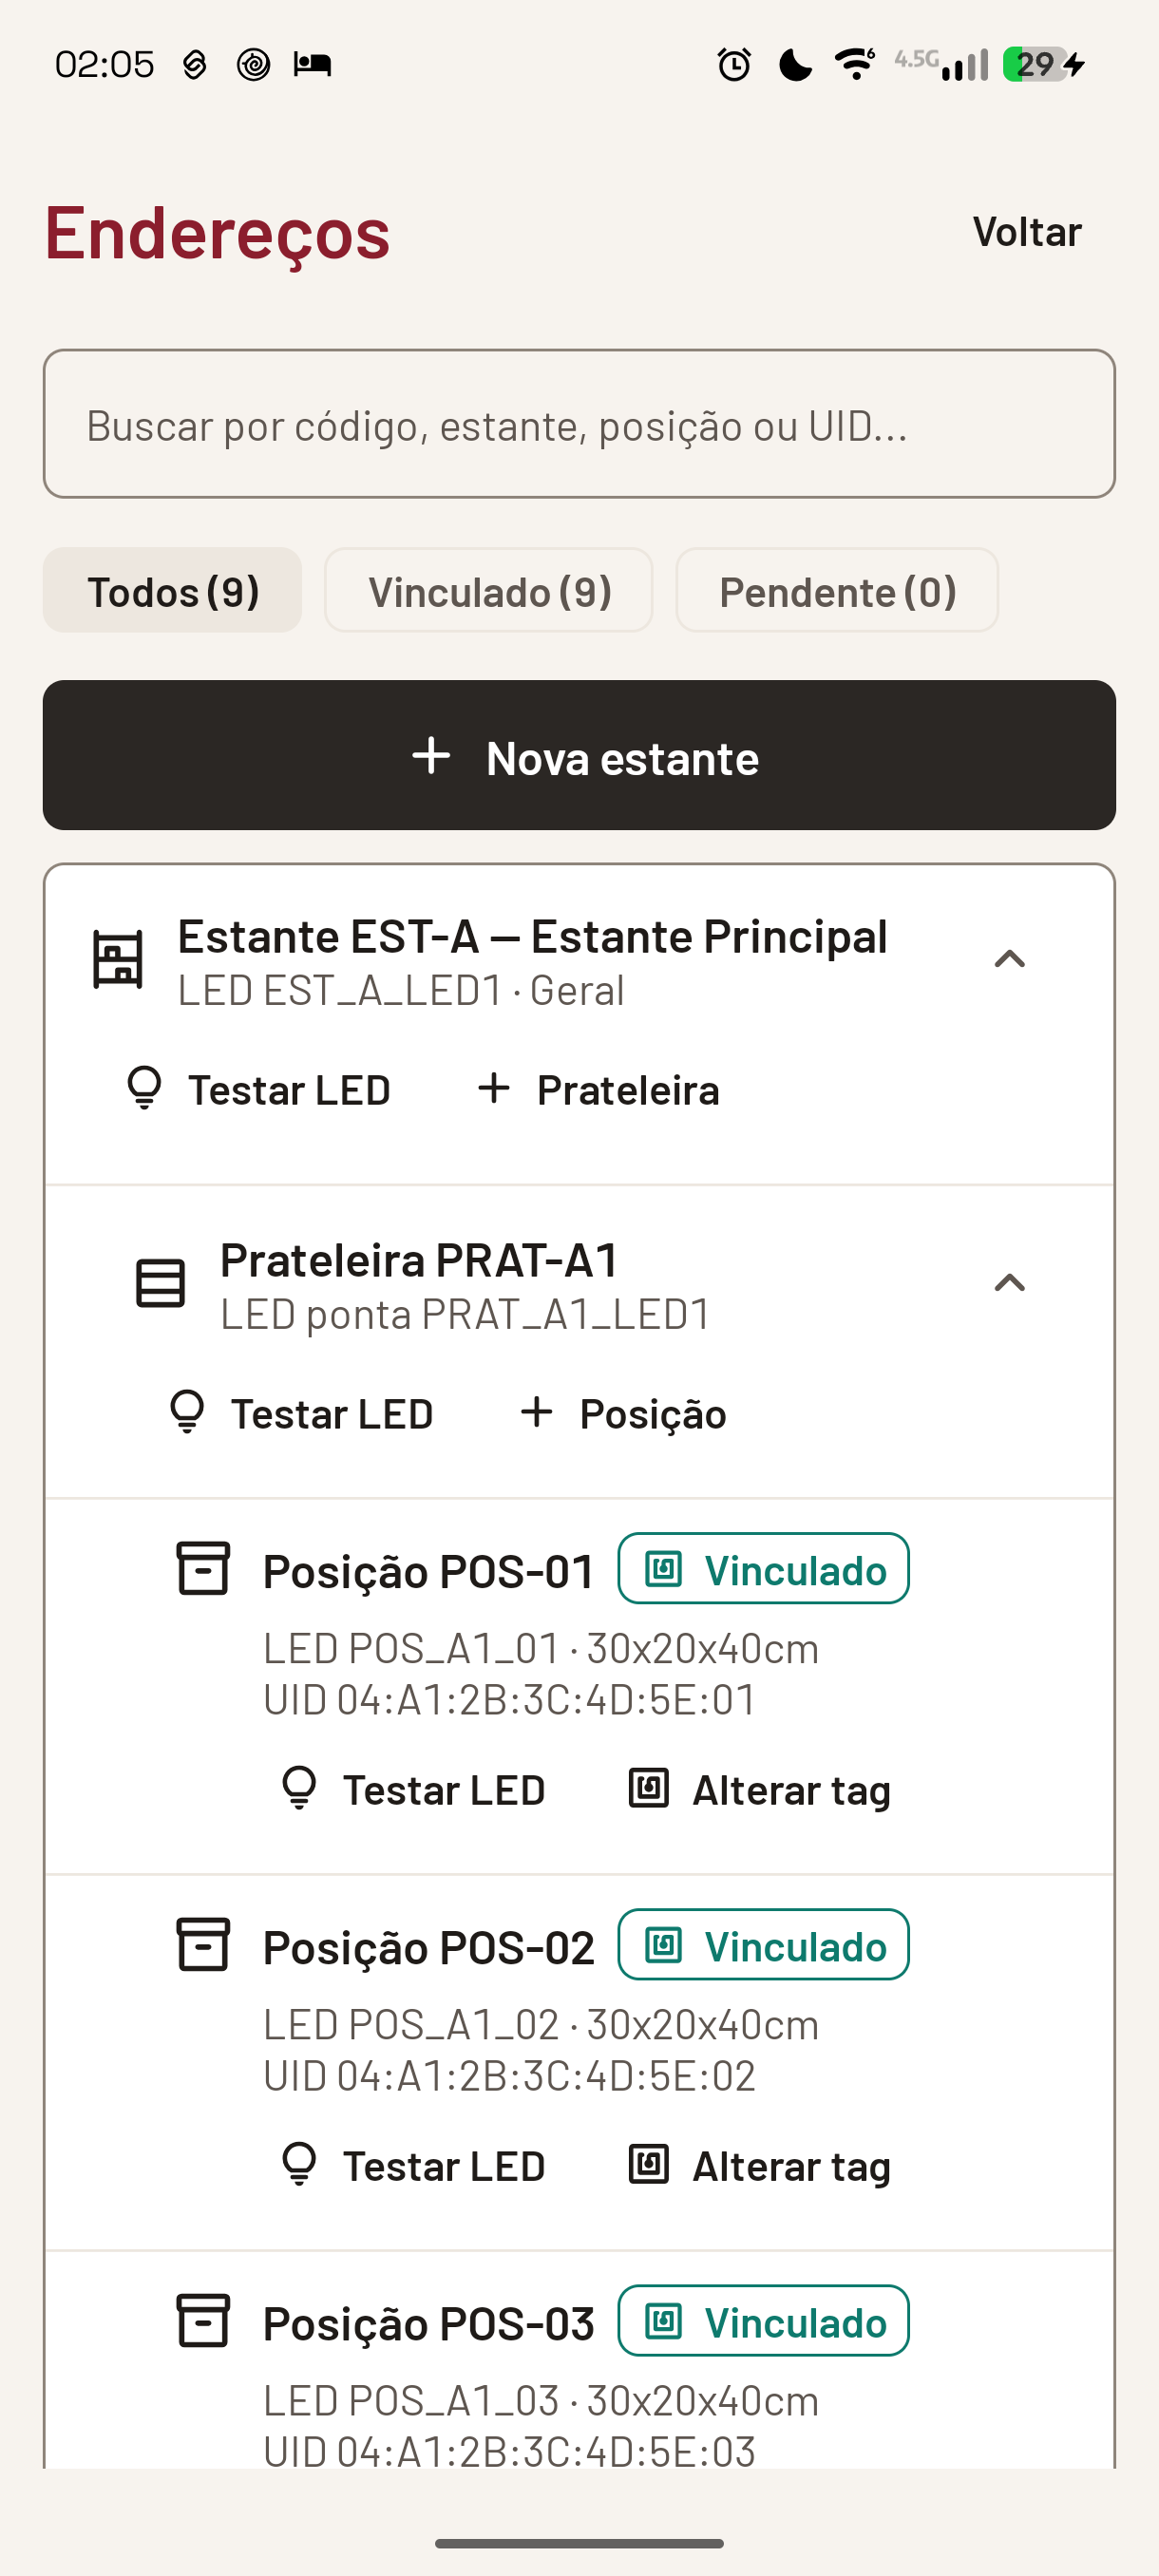 02:05 4.5G 29
Endereços Voltar
Buscar por código, estante, posição ou UID...
Todos (9) Vinculado (9) Pendente (0)
+ Nova estante
Estante EST-A — Estante Principal
LED EST_A_LED1 · Geral
Testar LED + Prateleira
Prateleira PRAT-A1
LED ponta PRAT_A1_LED1
Testar LED + Posição
Posição POS-01 Vinculado
LED POS_A1_01 · 30x20x40cm
UID 04:A1:2B:3C:4D:5E:01
Testar LED Alterar tag
Posição POS-02 Vinculado
LED POS_A1_02 · 30x20x40cm
UID 04:A1:2B:3C:4D:5E:02
Testar LED Alterar tag
Posição POS-03 Vinculado
LED POS_A1_03 · 30x20x40cm
UID 04:A1:2B:3C:4D:5E:03